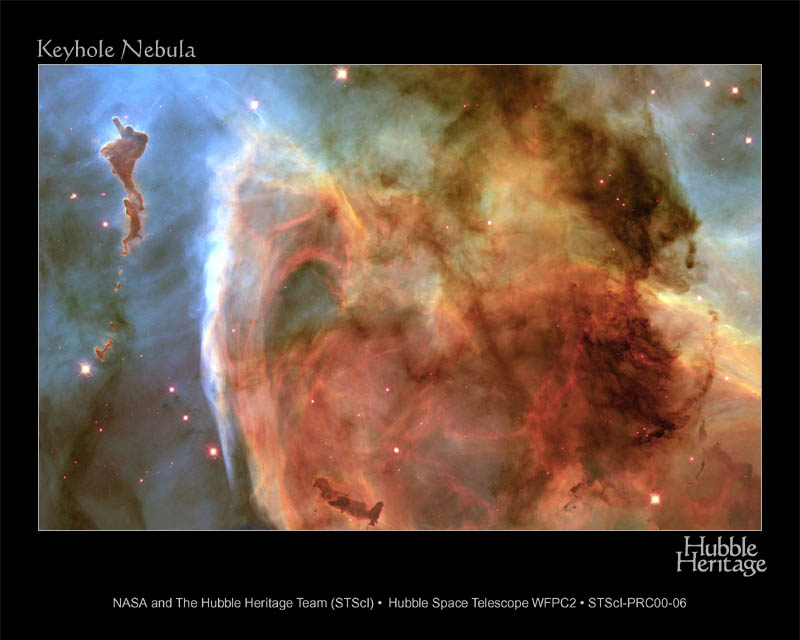 Keyhole Nebula
Hubble
Heritage
NASA and The Hubble Heritage Team (STScI) • Hubble Space Telescope WFPC2 • STScI-PRC00-06